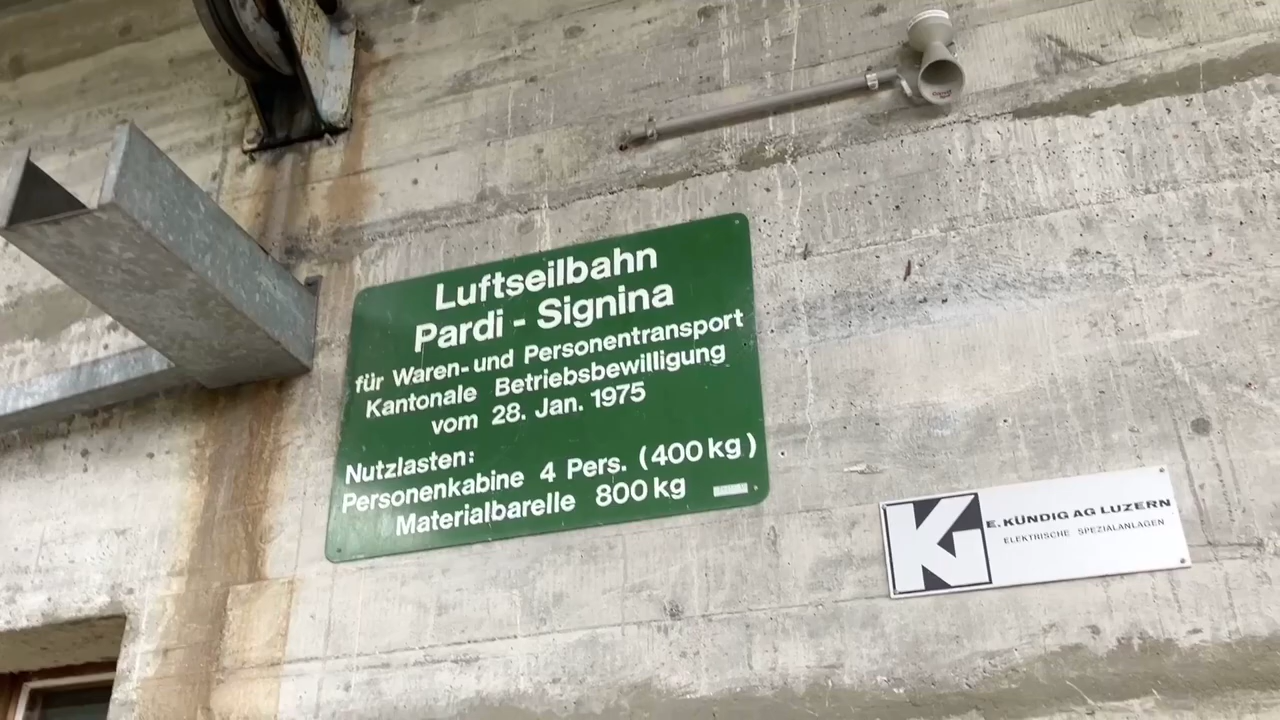 Luftseilbahn
Pardi - Signina
für Waren- und Personentransport
Kantonale Betriebsbewilligung
vom 28. Jan. 1975
Nutzlasten:
Personenkabine 4 Pers. (400 kg)
Materialbarelle 800 kg
K
E. KÜNDIG AG LUZERN
ELEKTRISCHE SPEZIALANLAGEN